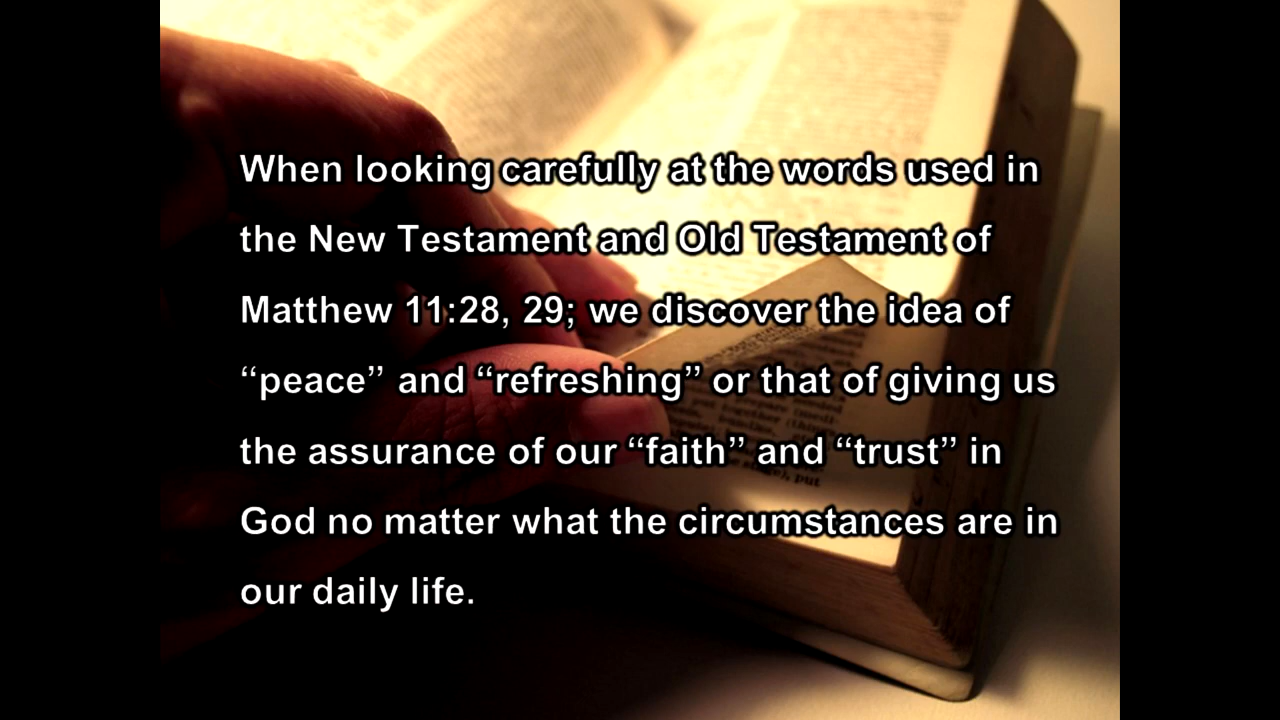 When looking carefully at the words used in
the New Testament and Old Testament of
Matthew 11:28, 29; we discover the idea of
“peace” and “refreshing” or that of giving us
the assurance of our “faith” and “trust” in
God no matter what the circumstances are in
our daily life.